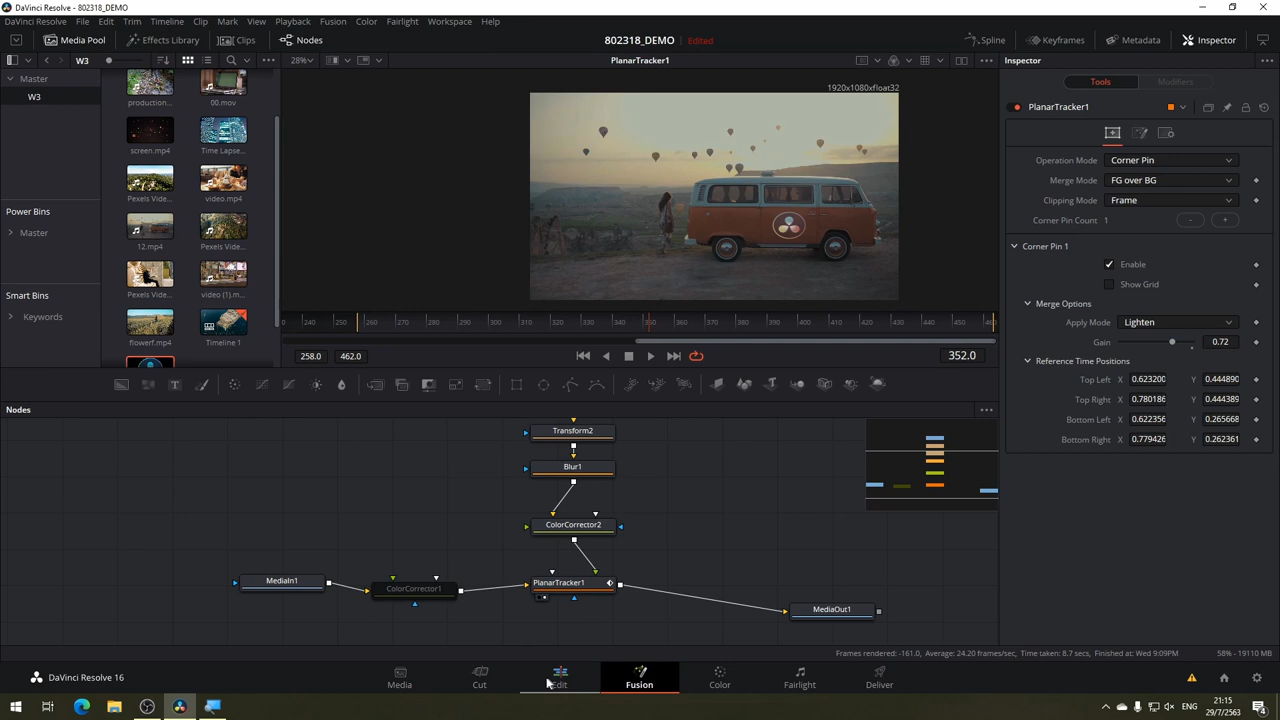 DaVinci Resolve - 802318_DEMO
DaVinci Resolve File Edit Trim Timeline Clip Mark View Playback Fusion Color Fairlight Workspace Help
Media Pool Effects Library Clips Nodes 802318_DEMO Edited Spline Keyframes Metadata Inspector
W3 28% PlanarTracker1 Inspector
Master
W3
Power Bins
Master
Smart Bins
Keywords
production... 00.mov
screen.mp4 Time Lapse...
Pexels Vide... video.mp4
12.mp4 Pexels Vide...
Pexels Vide... video (1).m...
flowerf.mp4 Timeline 1
1920x1080xfloat32
0 240 250 260 270 280 290 300 310 320 330 340 350 360 370 380 390 400 410 420 430 440 450 460
258.0 462.0 352.0
Tools Modifiers
PlanarTracker1
Operation Mode Corner Pin
Merge Mode FG over BG
Clipping Mode Frame
Corner Pin Count 1 - +
Corner Pin 1
Enable
Show Grid
Merge Options
Apply Mode Lighten
Gain 0.72
Reference Time Positions
Top Left X 0.623200 Y 0.444890
Top Right X 0.780186 Y 0.444389
Bottom Left X 0.622356 Y 0.265668
Bottom Right X 0.779426 Y 0.262361
Nodes
Transform2
Blur1
ColorCorrector2
MediaIn1 ColorCorrector1 PlanarTracker1
MediaOut1
Frames rendered: -161.0, Average: 24.20 frames/sec, Time taken: 8.7 secs, Finished at: Wed 9:09PM 58% - 19110 MB
DaVinci Resolve 16 Media Cut Edit Fusion Color Fairlight Deliver
ENG 21:15
29/7/2563
4